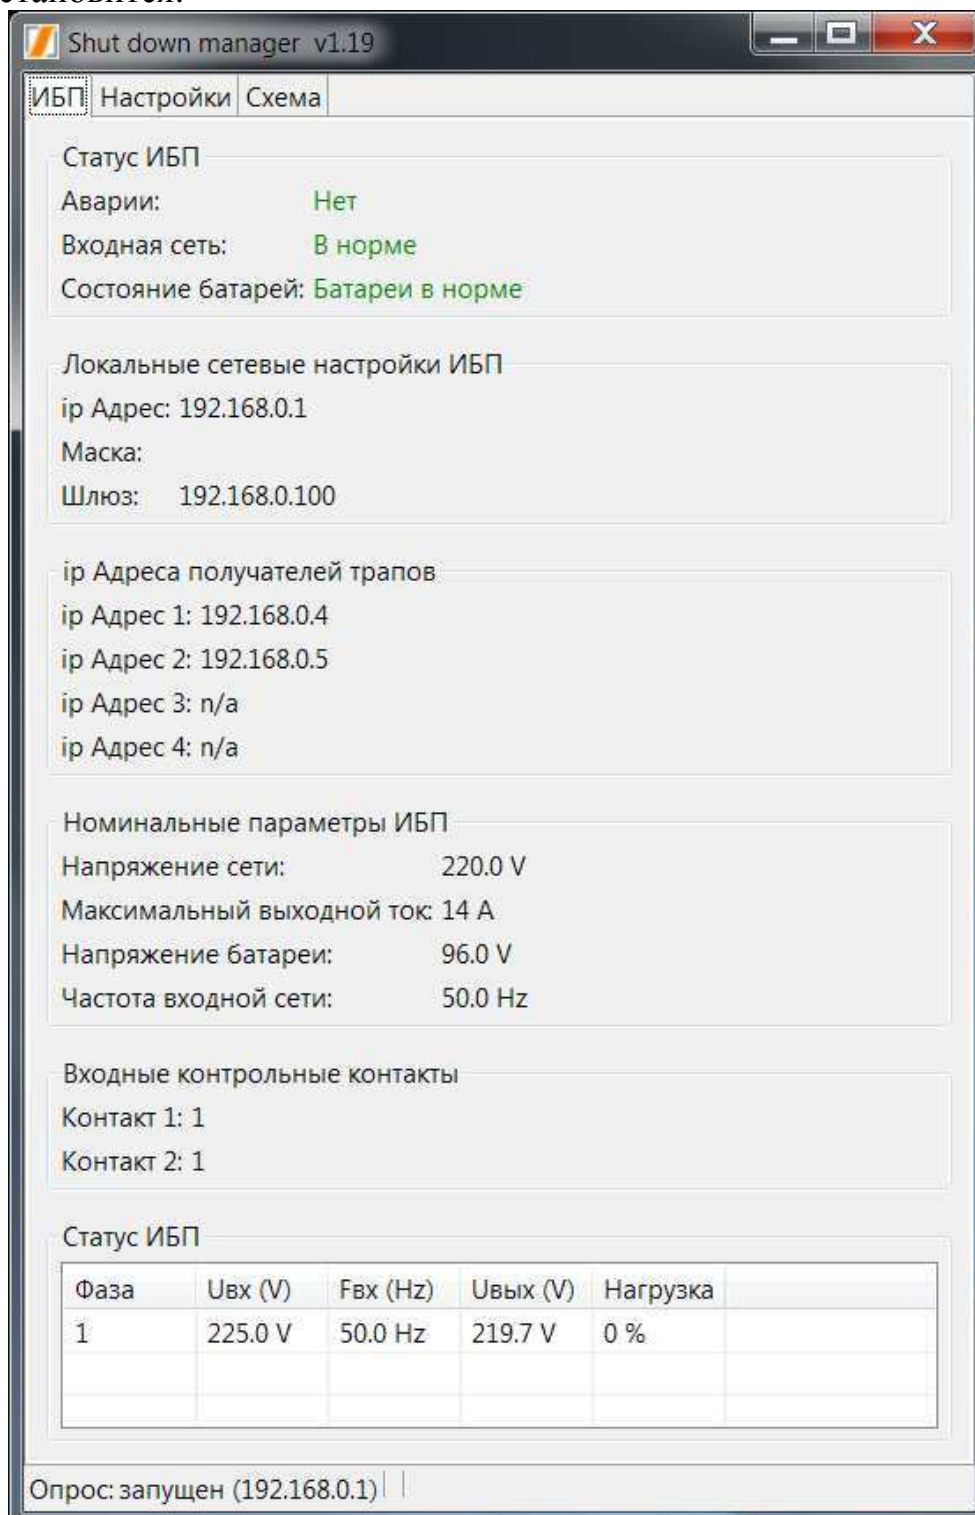 становится.
Shut down manager v1.19
ИБП Настройки Схема
Статус ИБП
Аварии: Нет
Входная сеть: В норме
Состояние батарей: Батареи в норме
Локальные сетевые настройки ИБП
ip Адрес: 192.168.0.1
Маска:
Шлюз: 192.168.0.100
ip Адреса получателей трапов
ip Адрес 1: 192.168.0.4
ip Адрес 2: 192.168.0.5
ip Адрес 3: n/a
ip Адрес 4: n/a
Номинальные параметры ИБП
Напряжение сети: 220.0 V
Максимальный выходной ток: 14 A
Напряжение батареи: 96.0 V
Частота входной сети: 50.0 Hz
Входные контрольные контакты
Контакт 1: 1
Контакт 2: 1
Статус ИБП
Фаза Uвх (V) Fвх (Hz) Uвых (V) Нагрузка
1 225.0 V 50.0 Hz 219.7 V 0 %
Опрос: запущен (192.168.0.1)